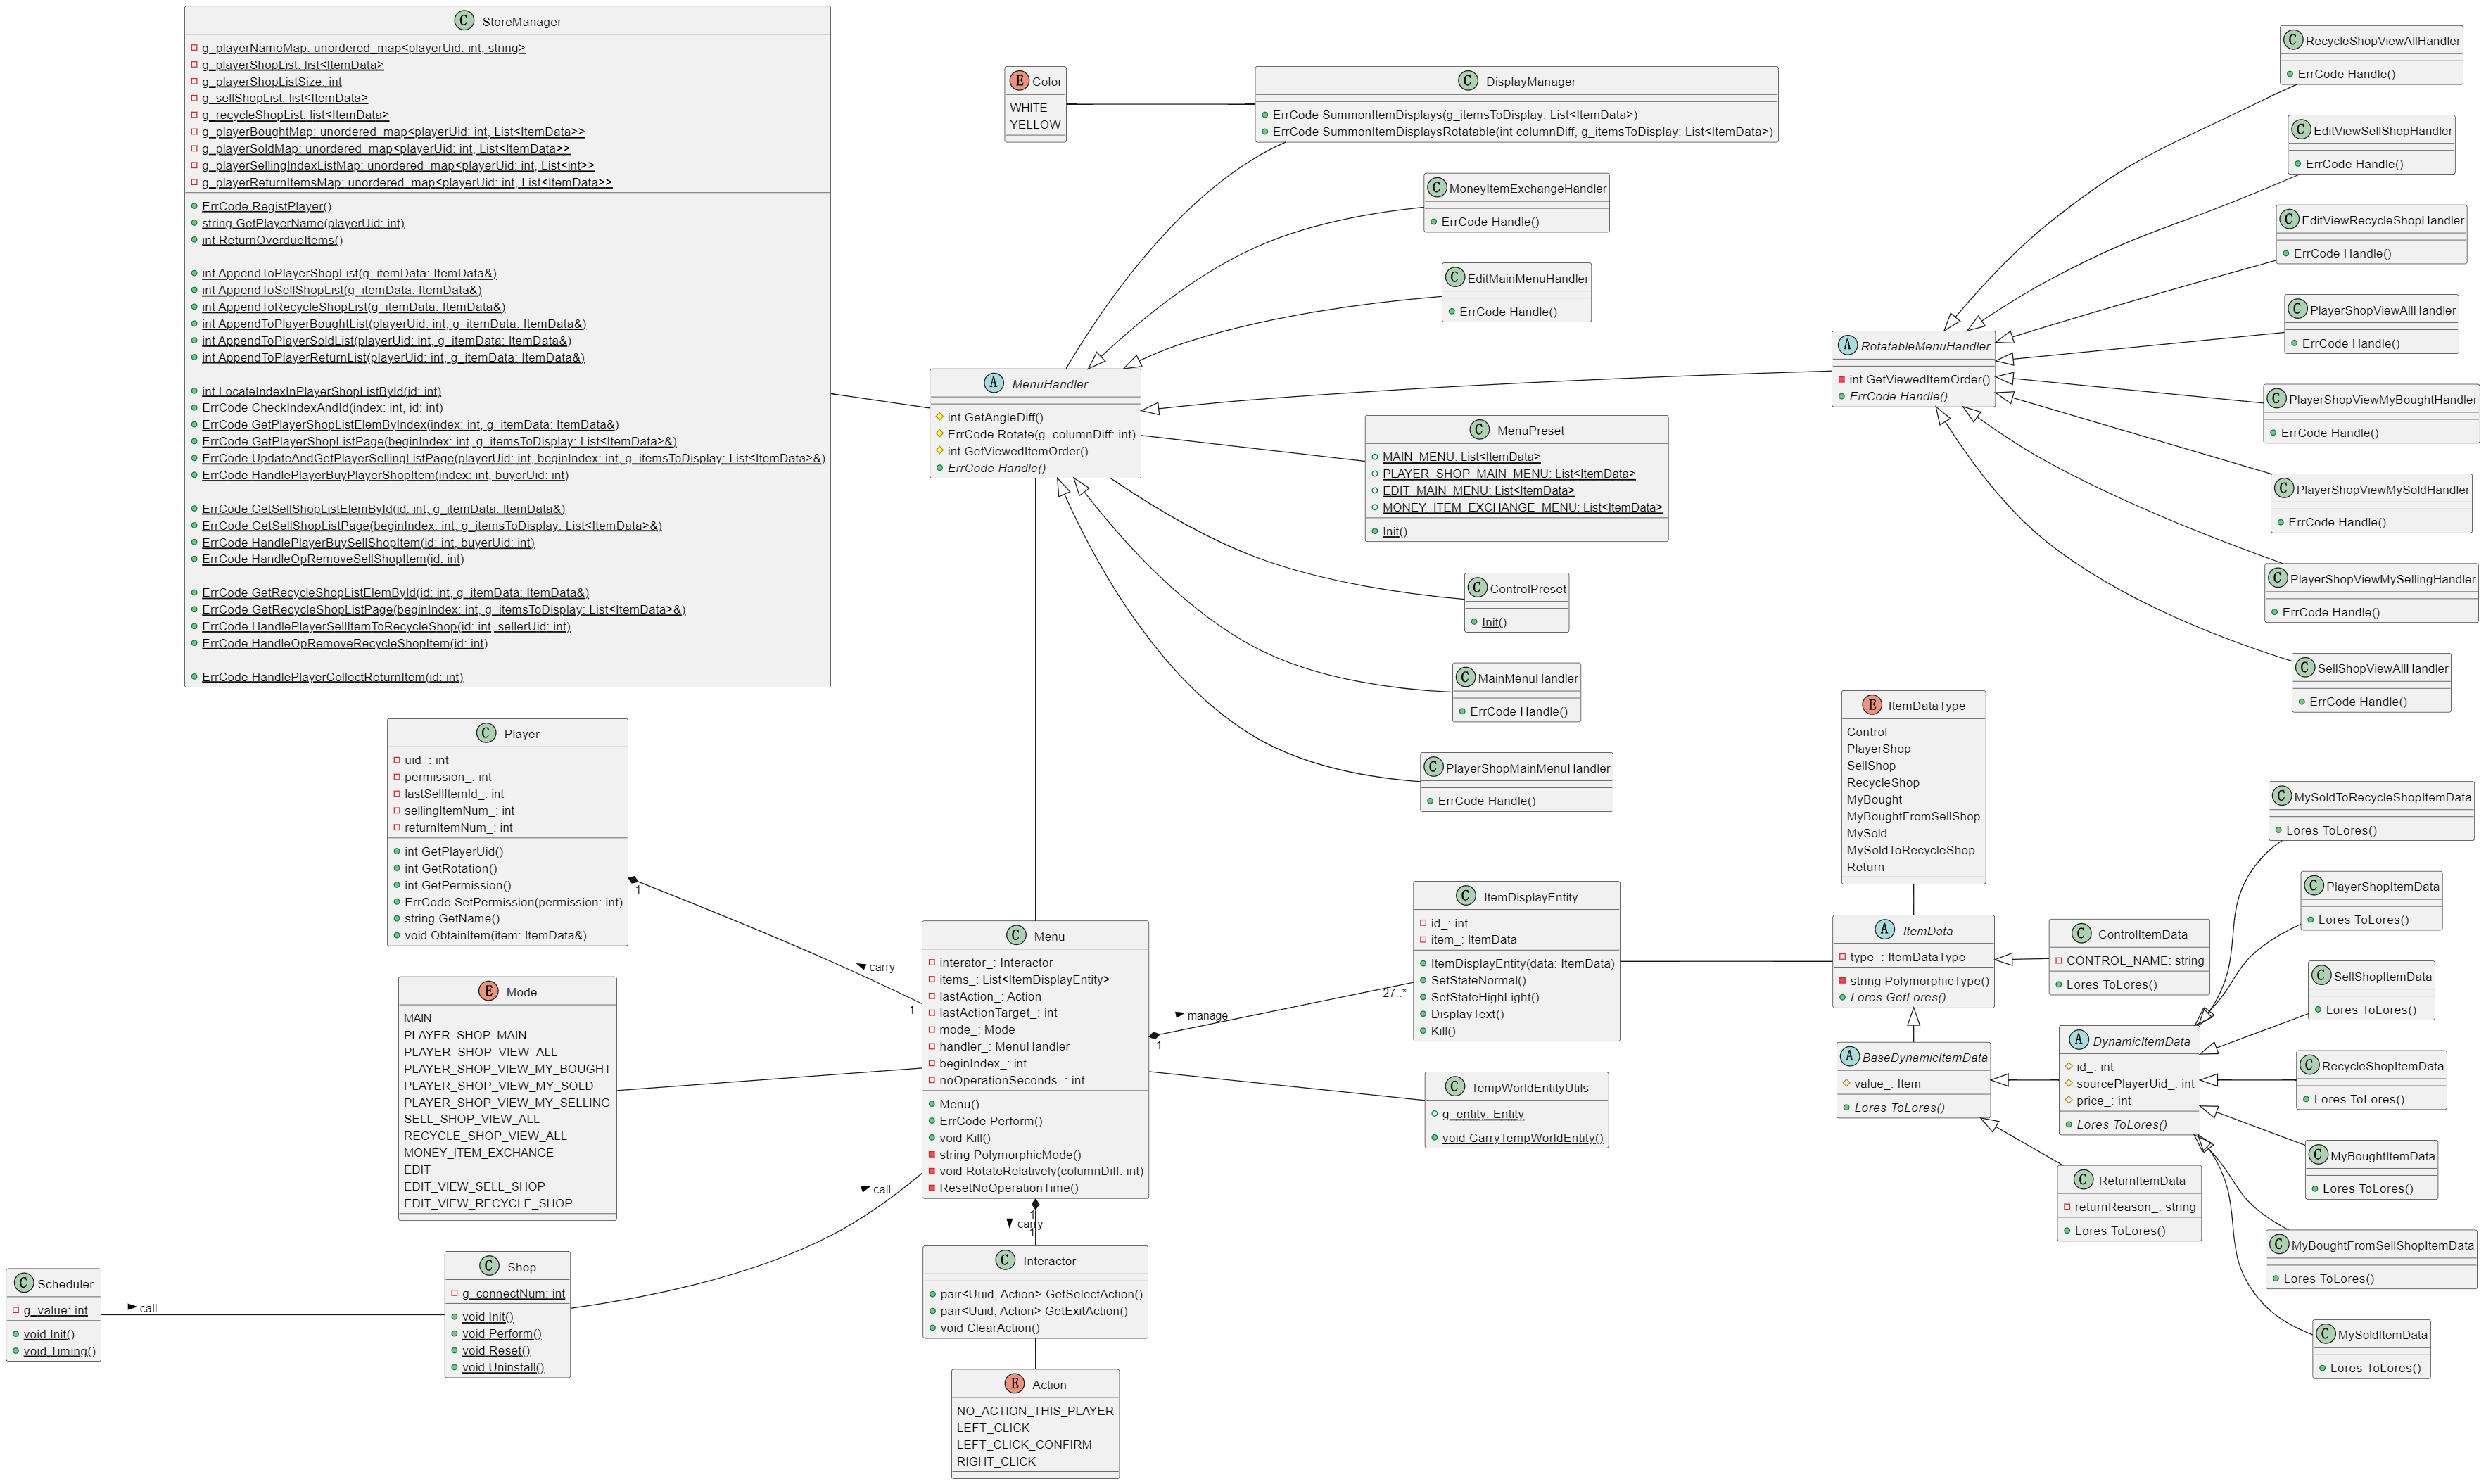 StoreManager
g_playerNameMap: unordered_map<playerUid: int, string>
g_playerShopList: list<ItemData>
g_playerShopListSize: int
g_sellShopList: list<ItemData>
g_recycleShopList: list<ItemData>
g_playerBoughtMap: unordered_map<playerUid: int, List<ItemData>>
g_playerSoldMap: unordered_map<playerUid: int, List<ItemData>>
g_playerSellingIndexListMap: unordered_map<playerUid: int, List<int>>
g_playerReturnItemsMap: unordered_map<playerUid: int, List<ItemData>>
ErrCode RegistPlayer()
string GetPlayerName(playerUid: int)
int ReturnOverdueItems()
int AppendToPlayerShopList(g_itemData: ItemData&)
int AppendToSellShopList(g_itemData: ItemData&)
int AppendToRecycleShopList(g_itemData: ItemData&)
int AppendToPlayerBoughtList(playerUid: int, g_itemData: ItemData&)
int AppendToPlayerSoldList(playerUid: int, g_itemData: ItemData&)
int AppendToPlayerReturnList(playerUid: int, g_itemData: ItemData&)
int LocateIndexInPlayerShopListById(id: int)
ErrCode CheckIndexAndId(index: int, id: int)
ErrCode GetPlayerShopListElemByIndex(index: int, g_itemData: ItemData&)
ErrCode GetPlayerShopListPage(beginIndex: int, g_itemsToDisplay: List<ItemData>&)
ErrCode UpdateAndGetPlayerSellingListPage(playerUid: int, beginIndex: int, g_itemsToDisplay: List<ItemData>&)
ErrCode HandlePlayerBuyPlayerShopItem(index: int, buyerUid: int)
ErrCode GetSellShopListElemById(id: int, g_itemData: ItemData&)
ErrCode GetSellShopListPage(beginIndex: int, g_itemsToDisplay: List<ItemData>&)
ErrCode HandlePlayerBuySellShopItem(id: int, buyerUid: int)
ErrCode HandleOpRemoveSellShopItem(id: int)
ErrCode GetRecycleShopListElemById(id: int, g_itemData: ItemData&)
ErrCode GetRecycleShopListPage(beginIndex: int, g_itemsToDisplay: List<ItemData>&)
ErrCode HandlePlayerSellItemToRecycleShop(id: int, sellerUid: int)
ErrCode HandleOpRemoveRecycleShopItem(id: int)
ErrCode HandlePlayerCollectReturnItem(id: int)
Color
WHITE
YELLOW
DisplayManager
ErrCode SummonItemDisplays(g_itemsToDisplay: List<ItemData>)
ErrCode SummonItemDisplaysRotatable(int columnDiff, g_itemsToDisplay: List<ItemData>)
MoneyItemExchangeHandler
ErrCode Handle()
EditMainMenuHandler
ErrCode Handle()
MenuHandler
int GetAngleDiff()
ErrCode Rotate(g_columnDiff: int)
int GetViewedItemOrder()
ErrCode Handle()
MenuPreset
MAIN_MENU: List<ItemData>
PLAYER_SHOP_MAIN_MENU: List<ItemData>
EDIT_MAIN_MENU: List<ItemData>
MONEY_ITEM_EXCHANGE_MENU: List<ItemData>
Init()
ControlPreset
Init()
MainMenuHandler
ErrCode Handle()
PlayerShopMainMenuHandler
ErrCode Handle()
RotatableMenuHandler
int GetViewedItemOrder()
ErrCode Handle()
RecycleShopViewAllHandler
ErrCode Handle()
EditViewSellShopHandler
ErrCode Handle()
EditViewRecycleShopHandler
ErrCode Handle()
PlayerShopViewAllHandler
ErrCode Handle()
PlayerShopViewMyBoughtHandler
ErrCode Handle()
PlayerShopViewMySoldHandler
ErrCode Handle()
PlayerShopViewMySellingHandler
ErrCode Handle()
SellShopViewAllHandler
ErrCode Handle()
Player
uid_: int
permission_: int
lastSellItemId_: int
sellingItemNum_: int
returnItemNum_: int
int GetPlayerUid()
int GetRotation()
int GetPermission()
ErrCode SetPermission(permission: int)
string GetName()
void ObtainItem(item: ItemData&)
1
carry
1
Mode
MAIN
PLAYER_SHOP_MAIN
PLAYER_SHOP_VIEW_ALL
PLAYER_SHOP_VIEW_MY_BOUGHT
PLAYER_SHOP_VIEW_MY_SOLD
PLAYER_SHOP_VIEW_MY_SELLING
SELL_SHOP_VIEW_ALL
RECYCLE_SHOP_VIEW_ALL
MONEY_ITEM_EXCHANGE
EDIT
EDIT_VIEW_SELL_SHOP
EDIT_VIEW_RECYCLE_SHOP
Menu
interator_: Interactor
items_: List<ItemDisplayEntity>
lastAction_: Action
lastActionTarget_: int
mode_: Mode
handler_: MenuHandler
beginIndex_: int
noOperationSeconds_: int
Menu()
ErrCode Perform()
void Kill()
string PolymorphicMode()
void RotateRelatively(columnDiff: int)
ResetNoOperationTime()
1
manage
27..*
ItemDisplayEntity
id_: int
item_: ItemData
ItemDisplayEntity(data: ItemData)
SetStateNormal()
SetStateHighLight()
DisplayText()
Kill()
TempWorldEntityUtils
g_entity: Entity
void CarryTempWorldEntity()
Scheduler
g_value: int
void Init()
void Timing()
call
Shop
g_connectNum: int
void Init()
void Perform()
void Reset()
void Uninstall()
call
1
carry
1
Interactor
pair<Uuid, Action> GetSelectAction()
pair<Uuid, Action> GetExitAction()
void ClearAction()
Action
NO_ACTION_THIS_PLAYER
LEFT_CLICK
LEFT_CLICK_CONFIRM
RIGHT_CLICK
ItemDataType
Control
PlayerShop
SellShop
RecycleShop
MyBought
MyBoughtFromSellShop
MySold
MySoldToRecycleShop
Return
ItemData
type_: ItemDataType
string PolymorphicType()
Lores GetLores()
ControlItemData
CONTROL_NAME: string
Lores ToLores()
BaseDynamicItemData
value_: Item
Lores ToLores()
DynamicItemData
id_: int
sourcePlayerUid_: int
price_: int
Lores ToLores()
ReturnItemData
returnReason_: string
Lores ToLores()
MySoldToRecycleShopItemData
Lores ToLores()
PlayerShopItemData
Lores ToLores()
SellShopItemData
Lores ToLores()
RecycleShopItemData
Lores ToLores()
MyBoughtItemData
Lores ToLores()
MyBoughtFromSellShopItemData
Lores ToLores()
MySoldItemData
Lores ToLores()